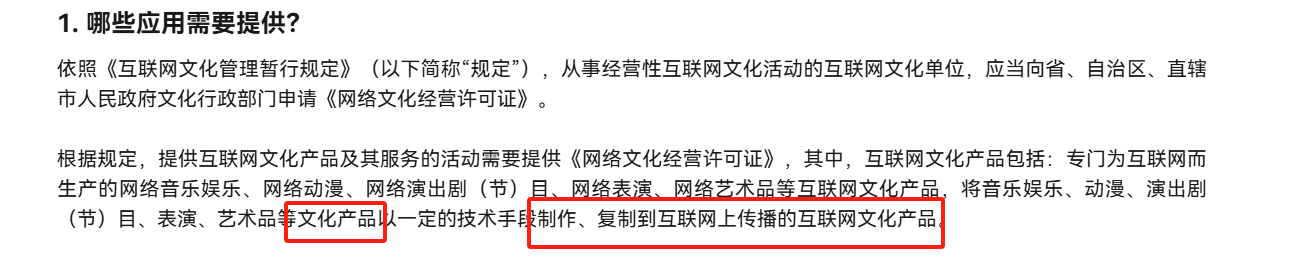 1. 哪些应用需要提供？
依照《互联网文化管理暂行规定》（以下简称“规定”），从事经营性互联网文化活动的互联网文化单位，应当向省、自治区、直辖
市人民政府文化行政部门申请《网络文化经营许可证》。
根据规定，提供互联网文化产品及其服务的活动需要提供《网络文化经营许可证》，其中，互联网文化产品包括：专门为互联网而
生产的网络音乐娱乐、网络动漫、网络演出剧（节）目、网络表演、网络艺术品等互联网文化产品，将音乐娱乐、动漫、演出剧
（节）目、表演、艺术品等文化产品以一定的技术手段制作、复制到互联网上传播的互联网文化产品。